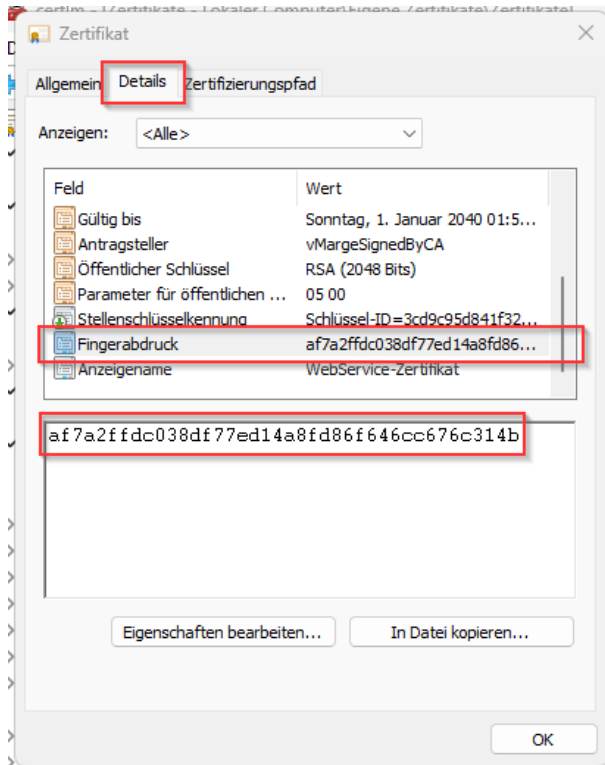 certlm - [Zertifikate - Lokaler Computer\Eigene Zertifikate\Zertifikate]
Zertifikat
Allgemein Details Zertifizierungspfad
Anzeigen: <Alle>
Feld Wert
Gültig bis Sonntag, 1. Januar 2040 01:5...
Antragsteller vMargeSignedByCA
Öffentlicher Schlüssel RSA (2048 Bits)
Parameter für öffentlichen ... 05 00
Stellenschlüsselkennung Schlüssel-ID=3cd9c95d841f32...
Fingerabdruck af7a2ffdc038df77ed14a8fd86...
Anzeigename WebService-Zertifikat
af7a2ffdc038df77ed14a8fd86f646cc676c314b
Eigenschaften bearbeiten... In Datei kopieren...
OK